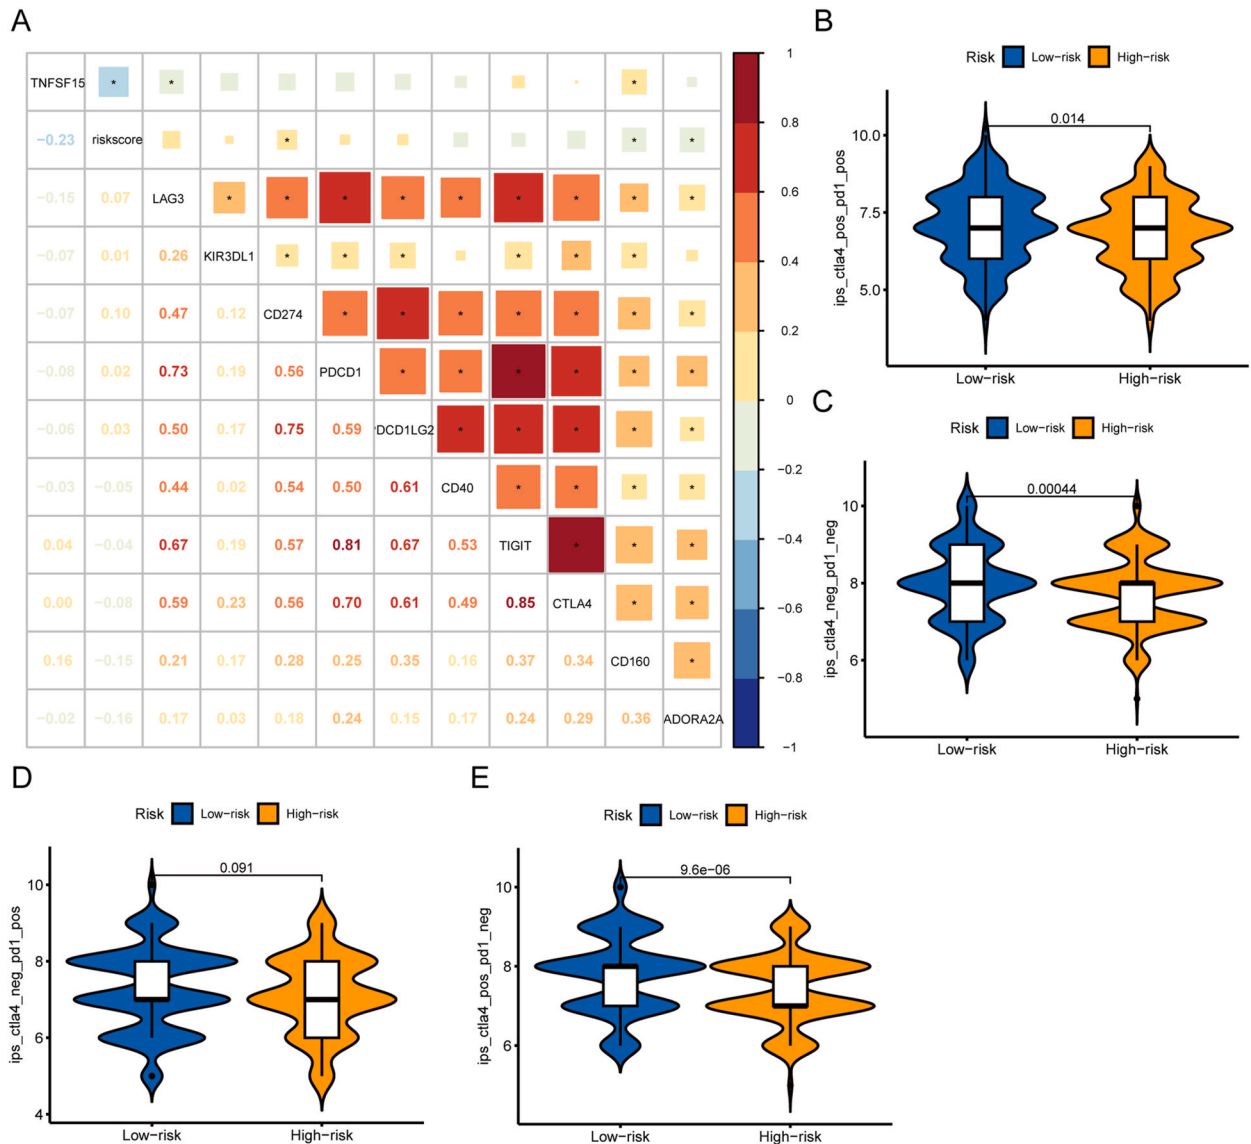 A
TNFSF15
−0.23 riskscore
−0.15 0.07 LAG3
−0.07 0.01 0.26 KIR3DL1
−0.07 0.10 0.47 0.12 CD274
−0.08 0.02 0.73 0.19 0.56 PDCD1
−0.06 0.03 0.50 0.17 0.75 0.59 PDCD1LG2
−0.03 −0.05 0.44 0.02 0.54 0.50 0.61 CD40
0.04 −0.04 0.67 0.19 0.57 0.81 0.67 0.53 TIGIT
0.00 −0.08 0.59 0.23 0.56 0.70 0.61 0.49 0.85 CTLA4
0.16 −0.15 0.21 0.17 0.28 0.25 0.35 0.16 0.37 0.34 CD160
−0.02 −0.16 0.17 0.03 0.18 0.24 0.15 0.17 0.24 0.29 0.36 ADORA2A
1
0.8
0.6
0.4
0.2
0
−0.2
−0.4
−0.6
−0.8
−1
B
Risk Low−risk High−risk
ips_ctla4_pos_pd1_pos
10.0
7.5
5.0
0.014
Low−risk High−risk
C
Risk Low−risk High−risk
ips_ctla4_neg_pd1_neg
10
8
6
0.00044
Low−risk High−risk
D
Risk Low−risk High−risk
ips_ctla4_neg_pd1_pos
10
8
6
4
0.091
Low−risk High−risk
E
Risk Low−risk High−risk
ips_ctla4_pos_pd1_neg
10
8
6
9.6e−06
Low−risk High−risk